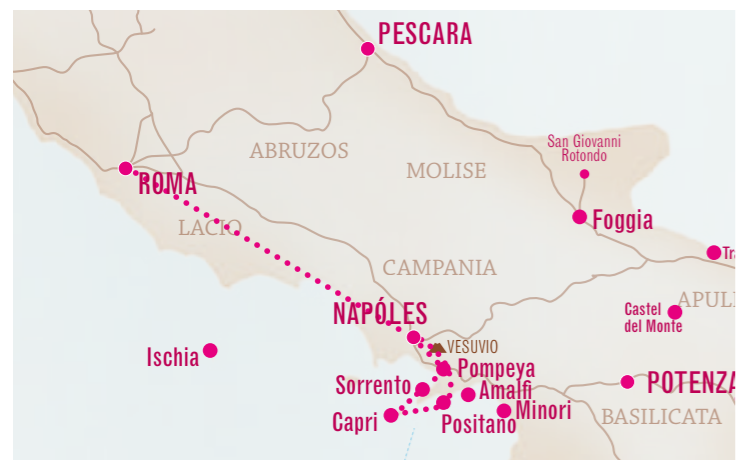 PESCARA
San Giovanni
Rotondo
ABRUZOS
MOLISE
ROMA
LACIO
Foggia
CAMPANIA
Castel
del Monte
NAPÓLES
VESUVIO
Ischia
Pompeya
Sorrento
Amalfi
POTENZA
Capri
Positano
Minori
BASILICATA